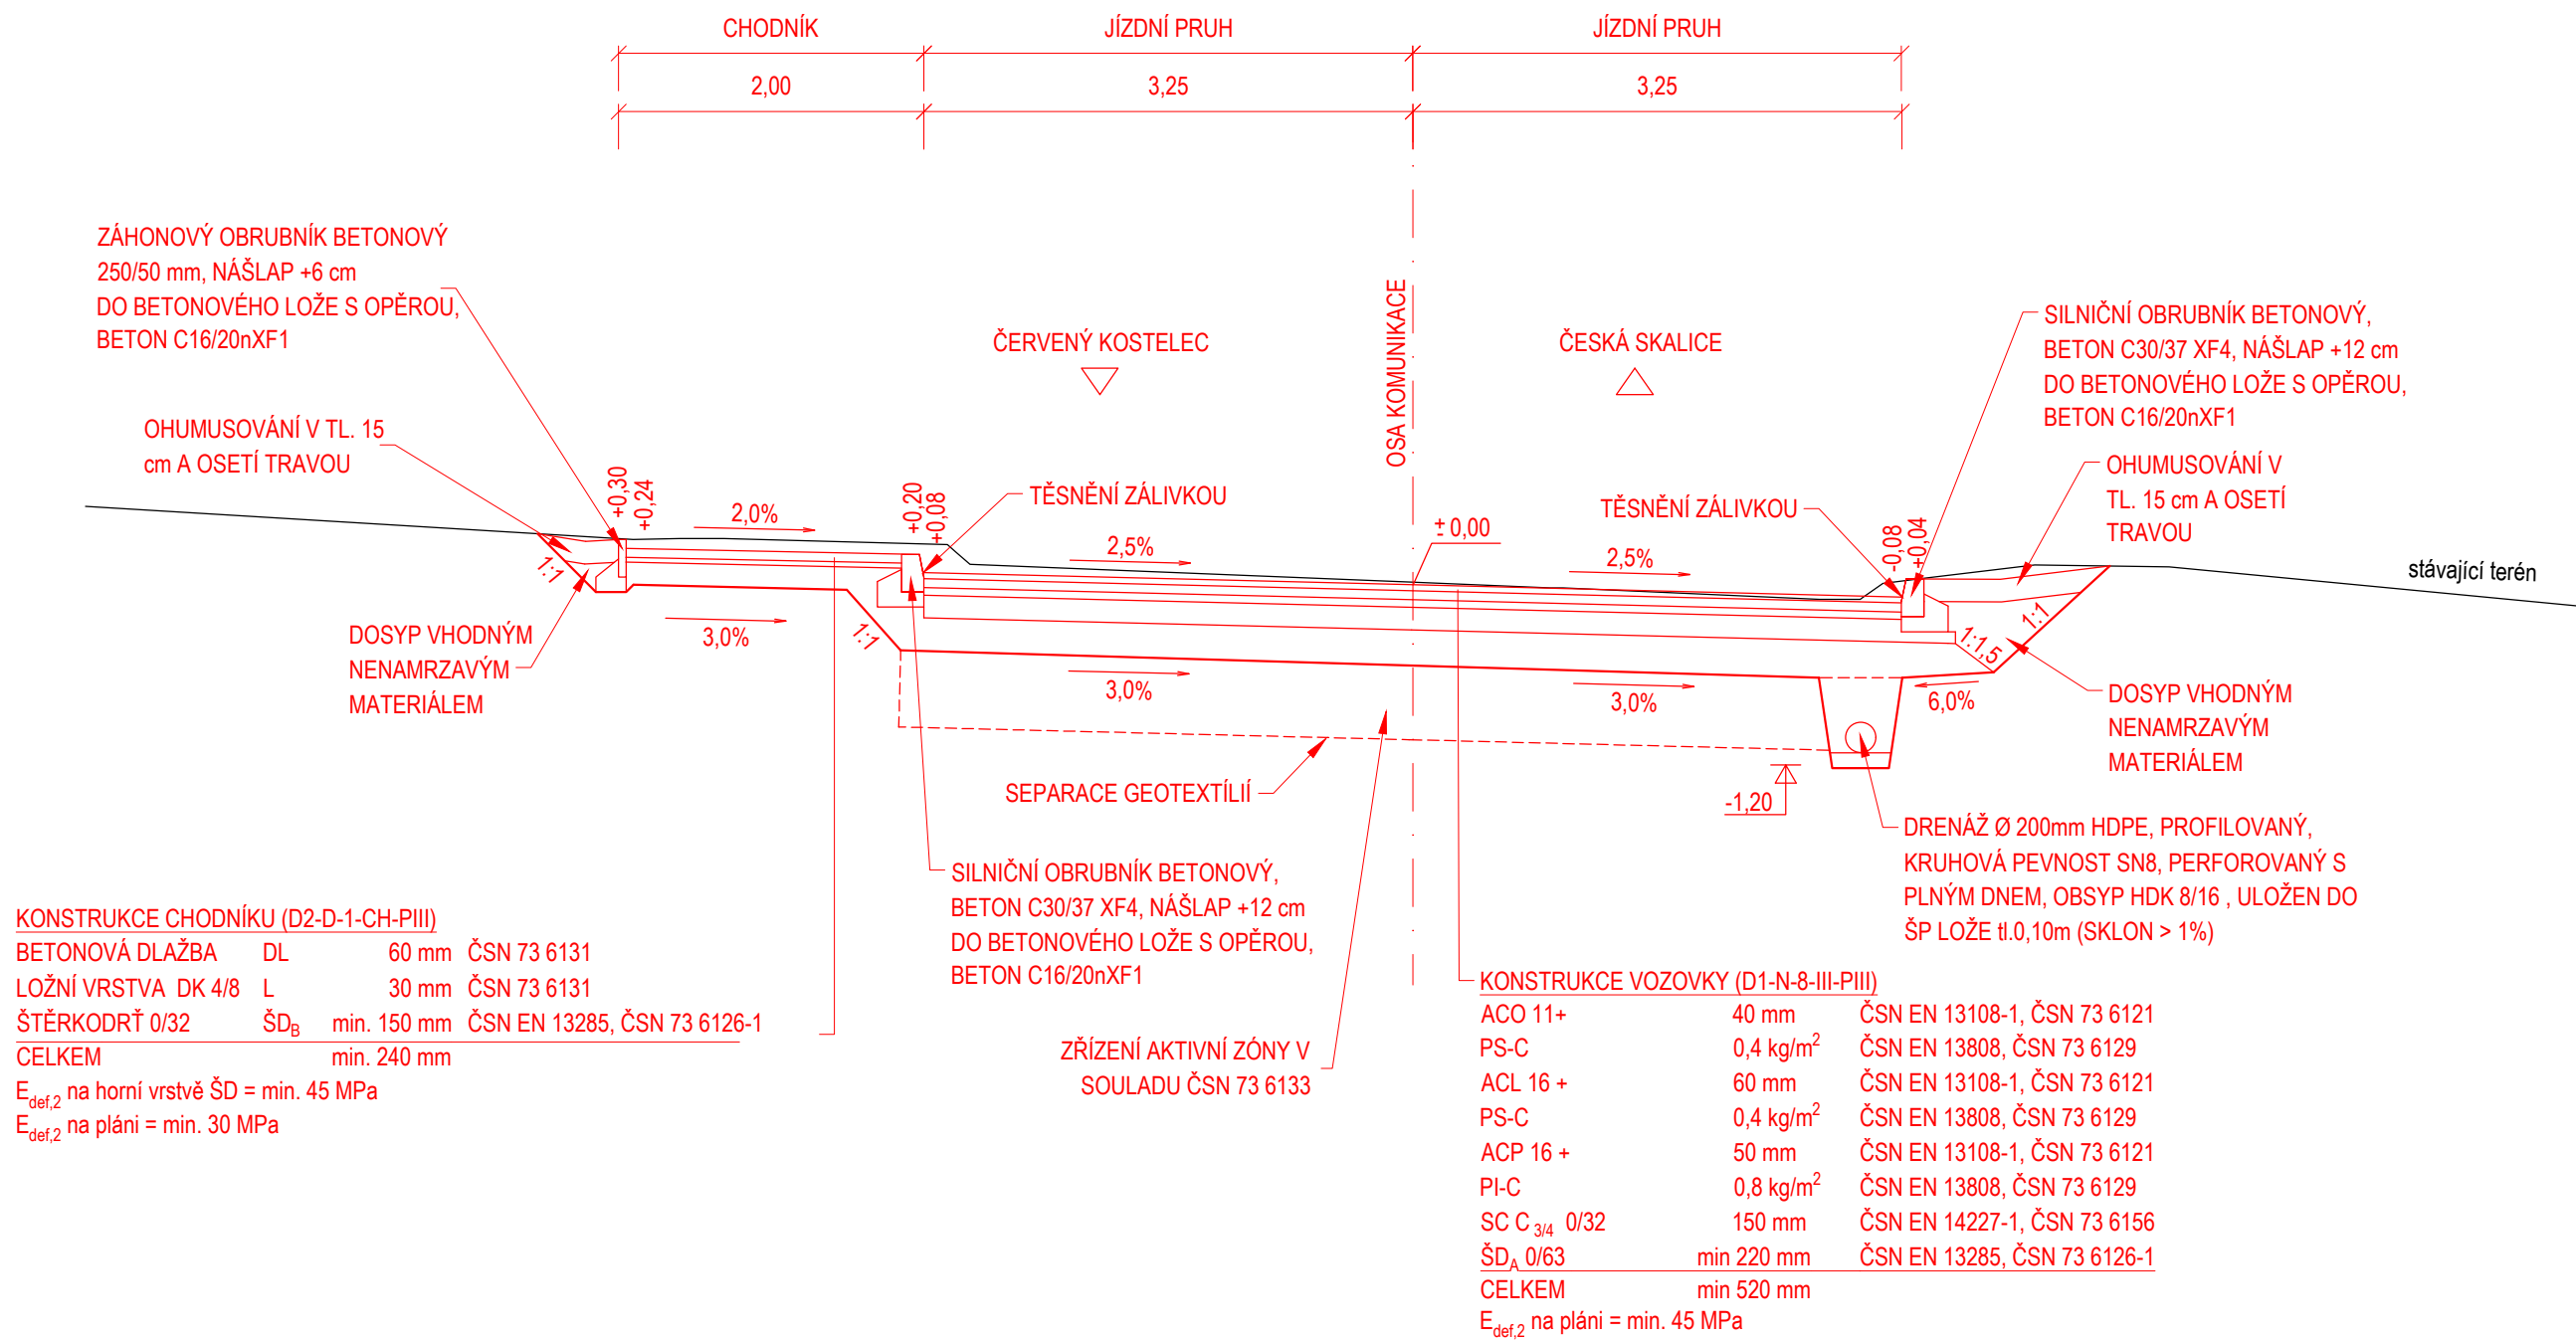 CHODNÍK
JÍZDNÍ PRUH
JÍZDNÍ PRUH
2,00
3,25
3,25
ZÁHONOVÝ OBRUBNÍK BETONOVÝ
250/50 mm, NÁŠLAP +6 cm
DO BETONOVÉHO LOŽE S OPĚROU,
BETON C16/20nXF1
OHUMUSOVÁNÍ V TL. 15
cm A OSETÍ TRAVOU
ČERVENÝ KOSTELEC
OSA KOMUNIKACE
ČESKÁ SKALICE
SILNIČNÍ OBRUBNÍK BETONOVÝ,
BETON C30/37 XF4, NÁŠLAP +12 cm
DO BETONOVÉHO LOŽE S OPĚROU,
BETON C16/20nXF1
OHUMUSOVÁNÍ V
TL. 15 cm A OSETÍ
TRAVOU
+0,30
+0,24
2,0%
+0,20
+0,08
TĚSNĚNÍ ZÁLIVKOU
2,5%
± 0,00
2,5%
TĚSNĚNÍ ZÁLIVKOU
-0,08
+0,04
stávající terén
1:1
3,0%
1:1
3,0%
3,0%
6,0%
1:1,5
1:1
DOSYP VHODNÝM
NENAMRZAVÝM
MATERIÁLEM
DOSYP VHODNÝM
NENAMRZAVÝM
MATERIÁLEM
SEPARACE GEOTEXTÍLIÍ
-1,20
DRENÁŽ Ø 200mm HDPE, PROFILOVANÝ,
KRUHOVÁ PEVNOST SN8, PERFOROVANÝ S
PLNÝM DNEM, OBSYP HDK 8/16 , ULOŽEN DO
ŠP LOŽE tl.0,10m (SKLON > 1%)
SILNIČNÍ OBRUBNÍK BETONOVÝ,
BETON C30/37 XF4, NÁŠLAP +12 cm
DO BETONOVÉHO LOŽE S OPĚROU,
BETON C16/20nXF1
ZŘÍZENÍ AKTIVNÍ ZÓNY V
SOULADU ČSN 73 6133
KONSTRUKCE CHODNÍKU (D2-D-1-CH-PIII)
BETONOVÁ DLAŽBA DL 60 mm ČSN 73 6131
LOŽNÍ VRSTVA DK 4/8 L 30 mm ČSN 73 6131
ŠTĚRKODRŤ 0/32 ŠDB min. 150 mm ČSN EN 13285, ČSN 73 6126-1
CELKEM min. 240 mm
Edef,2 na horní vrstvě ŠD = min. 45 MPa
Edef,2 na pláni = min. 30 MPa
KONSTRUKCE VOZOVKY (D1-N-8-III-PIII)
ACO 11+ 40 mm ČSN EN 13108-1, ČSN 73 6121
PS-C 0,4 kg/m² ČSN EN 13808, ČSN 73 6129
ACL 16 + 60 mm ČSN EN 13108-1, ČSN 73 6121
PS-C 0,4 kg/m² ČSN EN 13808, ČSN 73 6129
ACP 16 + 50 mm ČSN EN 13108-1, ČSN 73 6121
PI-C 0,8 kg/m² ČSN EN 13808, ČSN 73 6129
SC C 3/4 0/32 150 mm ČSN EN 14227-1, ČSN 73 6156
ŠDA 0/63 min 220 mm ČSN EN 13285, ČSN 73 6126-1
CELKEM min 520 mm
Edef,2 na pláni = min. 45 MPa